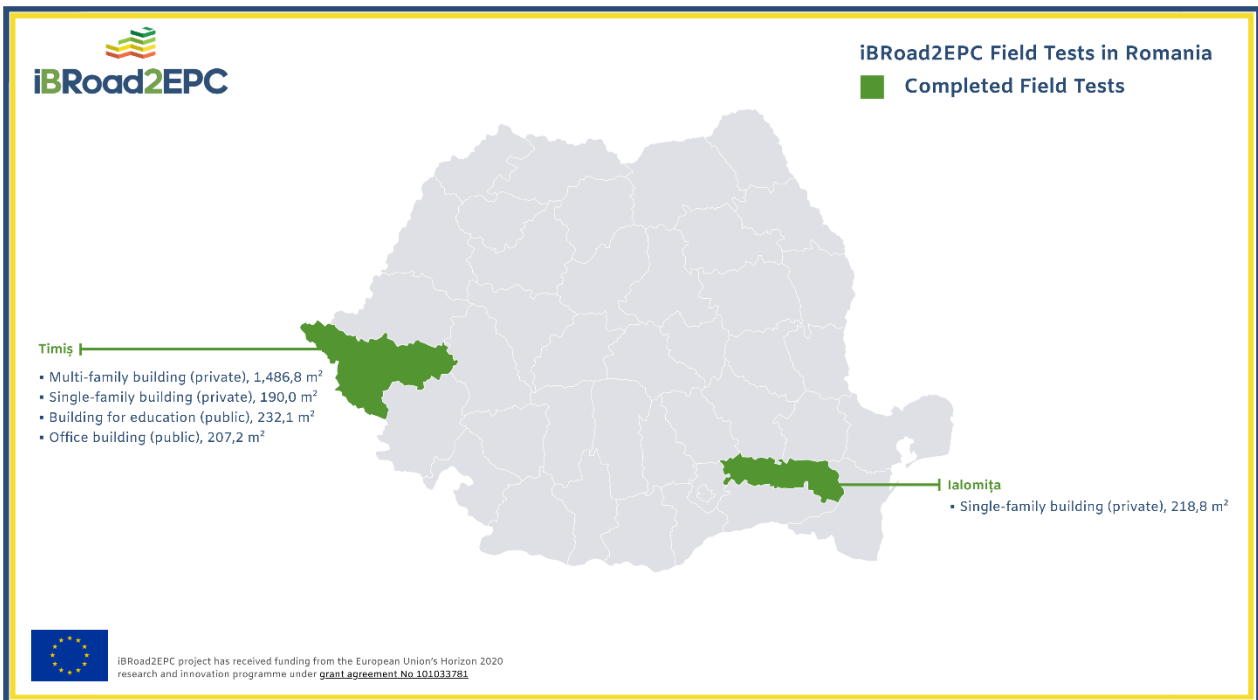 iBRoad2EPC
iBRoad2EPC Field Tests in Romania
Completed Field Tests
Timiș
▪ Multi-family building (private), 1,486,8 m²
▪ Single-family building (private), 190,0 m²
▪ Building for education (public), 232,1 m²
▪ Office building (public), 207,2 m²
Ialomița
▪ Single-family building (private), 218,8 m²
iBRoad2EPC project has received funding from the European Union's Horizon 2020
research and innovation programme under grant agreement No 101033781